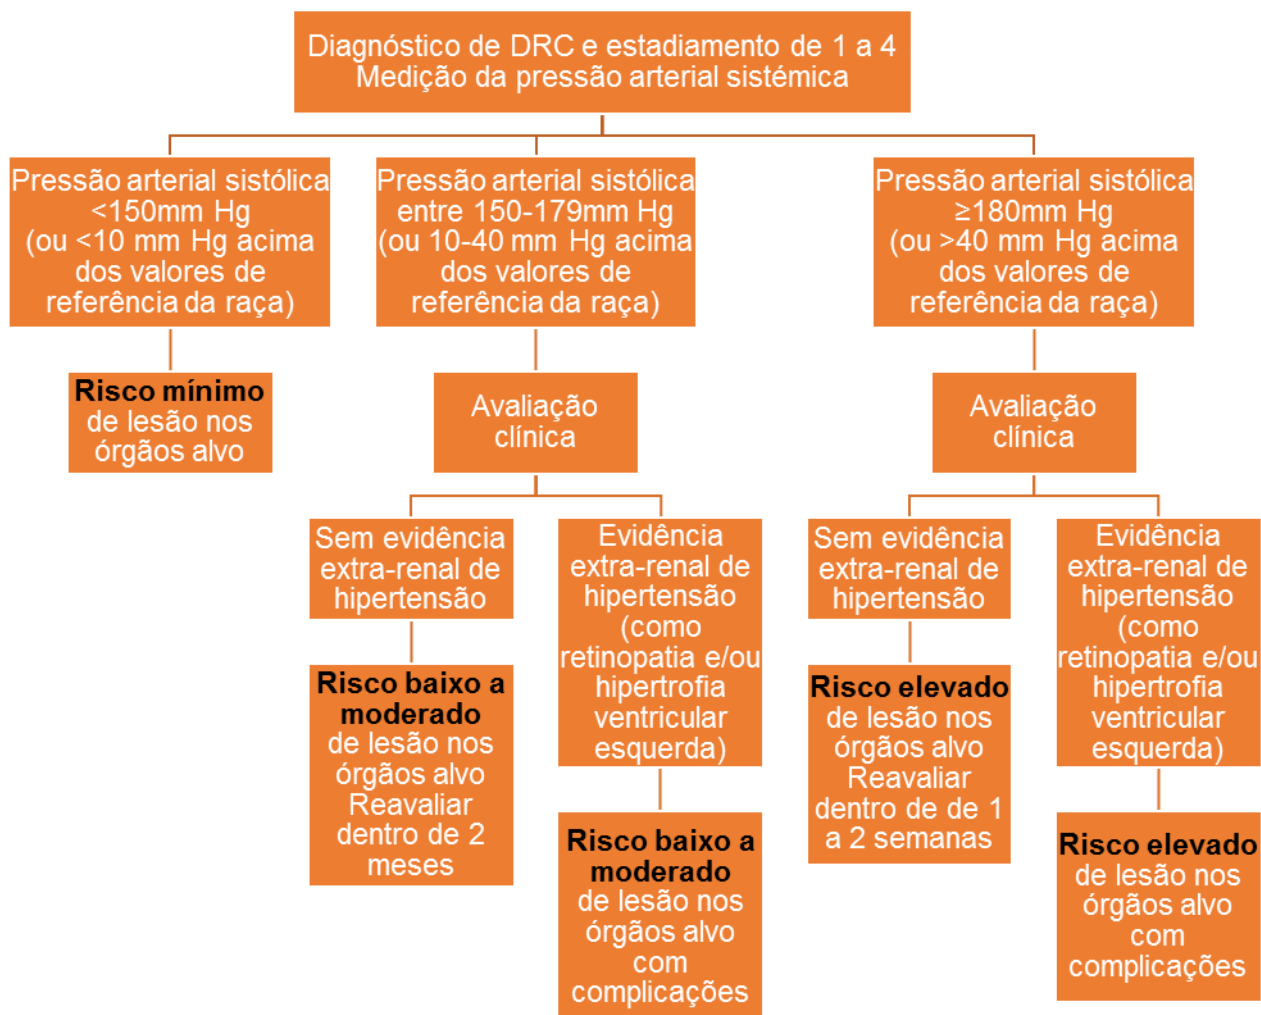 Diagnóstico de DRC e estadiamento de 1 a 4
Medição da pressão arterial sistémica
Pressão arterial sistólica
<150mm Hg
(ou <10 mm Hg acima
dos valores de
referência da raça)
Risco mínimo
de lesão nos
órgãos alvo
Pressão arterial sistólica
entre 150-179mm Hg
(ou 10-40 mm Hg acima
dos valores de
referência da raça)
Avaliação
clínica
Sem evidência
extra-renal de
hipertensão
Risco baixo a
moderado
de lesão nos
órgãos alvo
Reavaliar
dentro de 2
meses
Evidência
extra-renal de
hipertensão
(como
retinopatia e/ou
hipertrofia
ventricular
esquerda)
Risco baixo a
moderado
de lesão nos
órgãos alvo
com
complicações
Pressão arterial sistólica
≥180mm Hg
(ou >40 mm Hg acima
dos valores de
referência da raça)
Avaliação
clínica
Sem evidência
extra-renal de
hipertensão
Risco elevado
de lesão nos
órgãos alvo
Reavaliar
dentro de de 1
a 2 semanas
Evidência
extra-renal de
hipertensão
(como
retinopatia e/ou
hipertrofia
ventricular
esquerda)
Risco elevado
de lesão nos
órgãos alvo
com
complicações